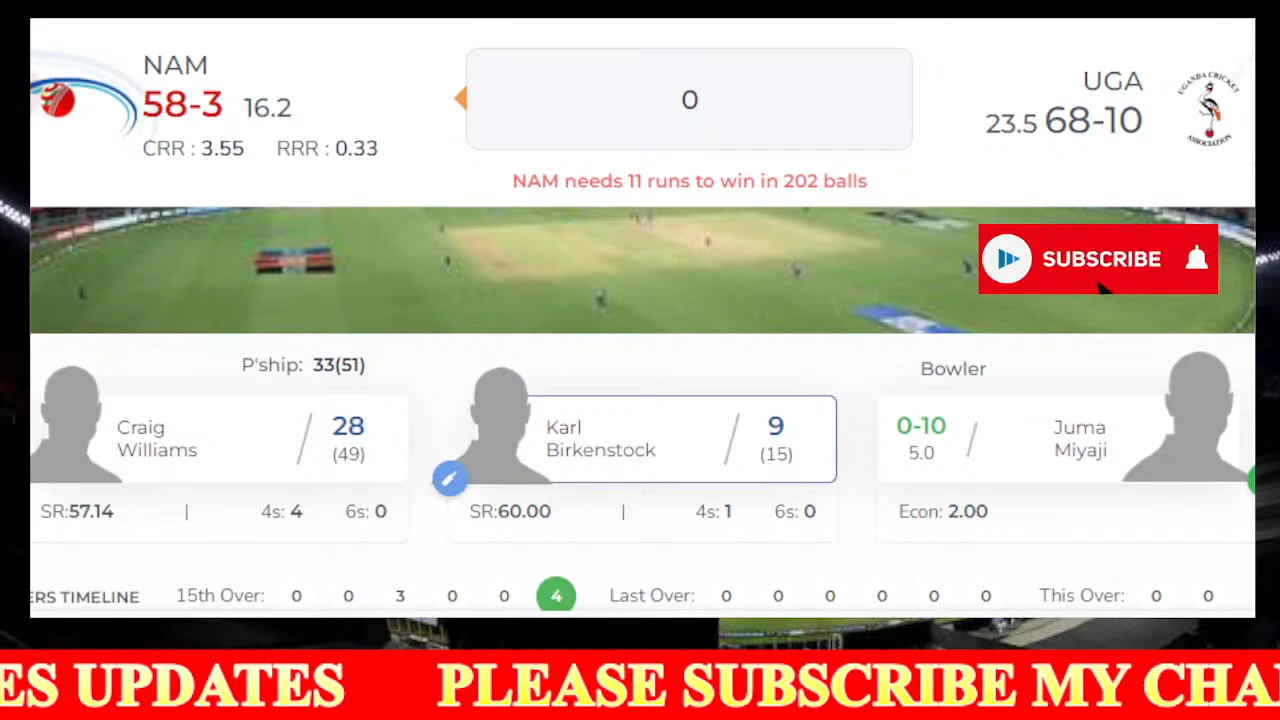 NAM
58-3 16.2
CRR : 3.55 RRR : 0.33
0
NAM needs 11 runs to win in 202 balls
UGA
23.5 68-10
UGANDA CRICKET
ASSOCIATION
SUBSCRIBE
P'ship: 33(51)
Craig
Williams
28
(49)
SR:57.14 | 4s: 4 6s: 0
Karl
Birkenstock
9
(15)
SR:60.00 | 4s: 1 6s: 0
Bowler
0-10
5.0
Juma
Miyaji
Econ: 2.00
ERS TIMELINE 15th Over: 0 0 3 0 0 4 Last Over: 0 0 0 0 0 0 This Over: 0 0
ES UPDATES PLEASE SUBSCRIBE MY CHA